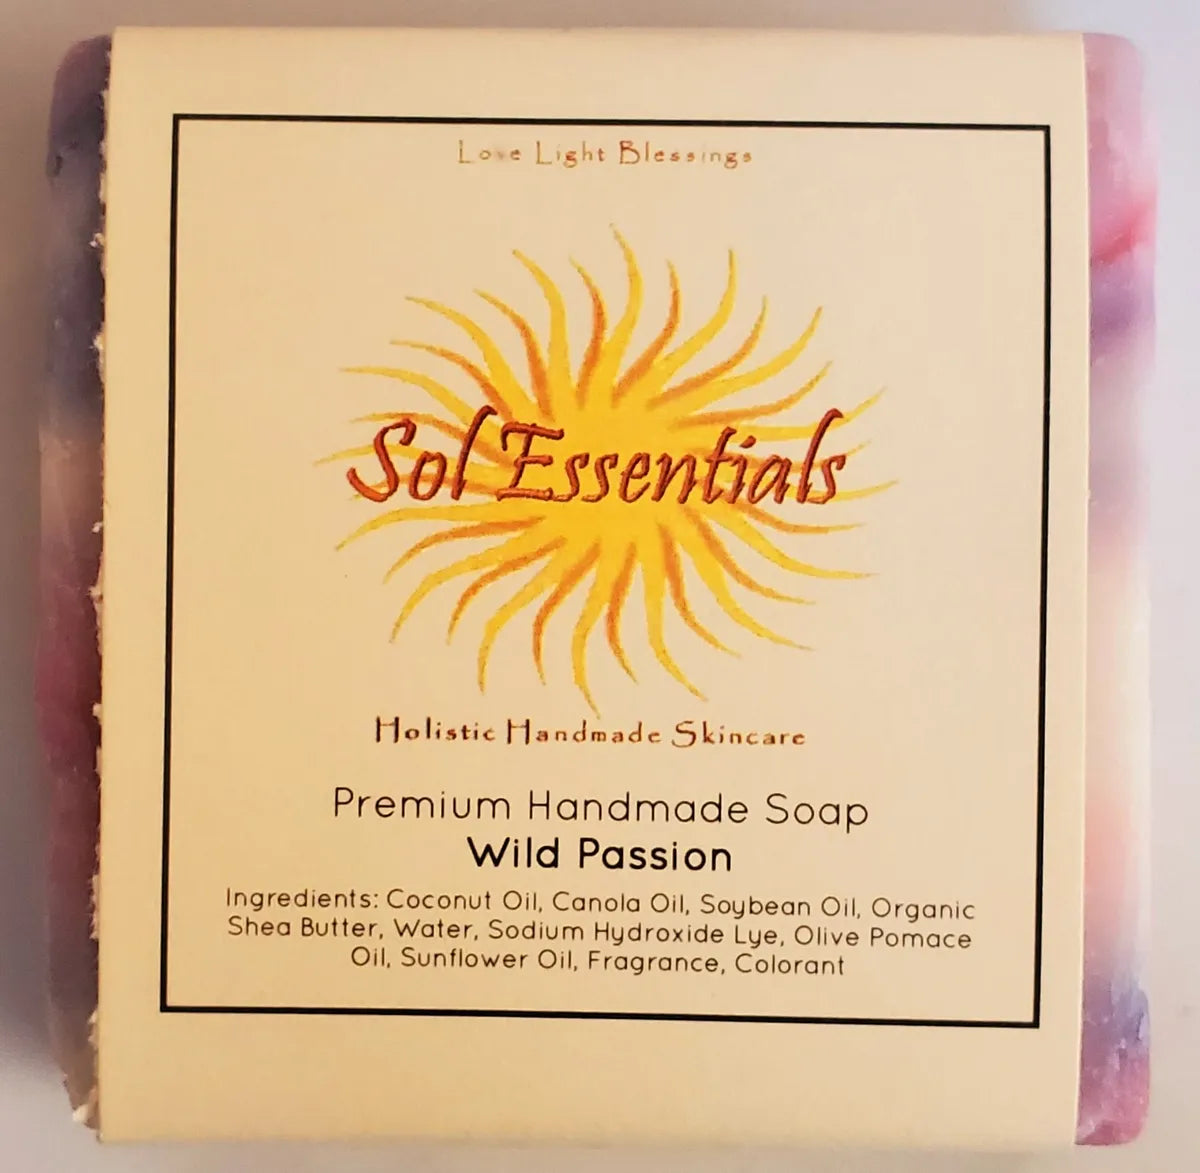 Love Light Blessings
Sol Essentials
Holistic Handmade Skincare
Premium Handmade Soap
Wild Passion
Ingredients: Coconut Oil, Canola Oil, Soybean Oil, Organic
Shea Butter, Water, Sodium Hydroxide Lye, Olive Pomace
Oil, Sunflower Oil, Fragrance, Colorant